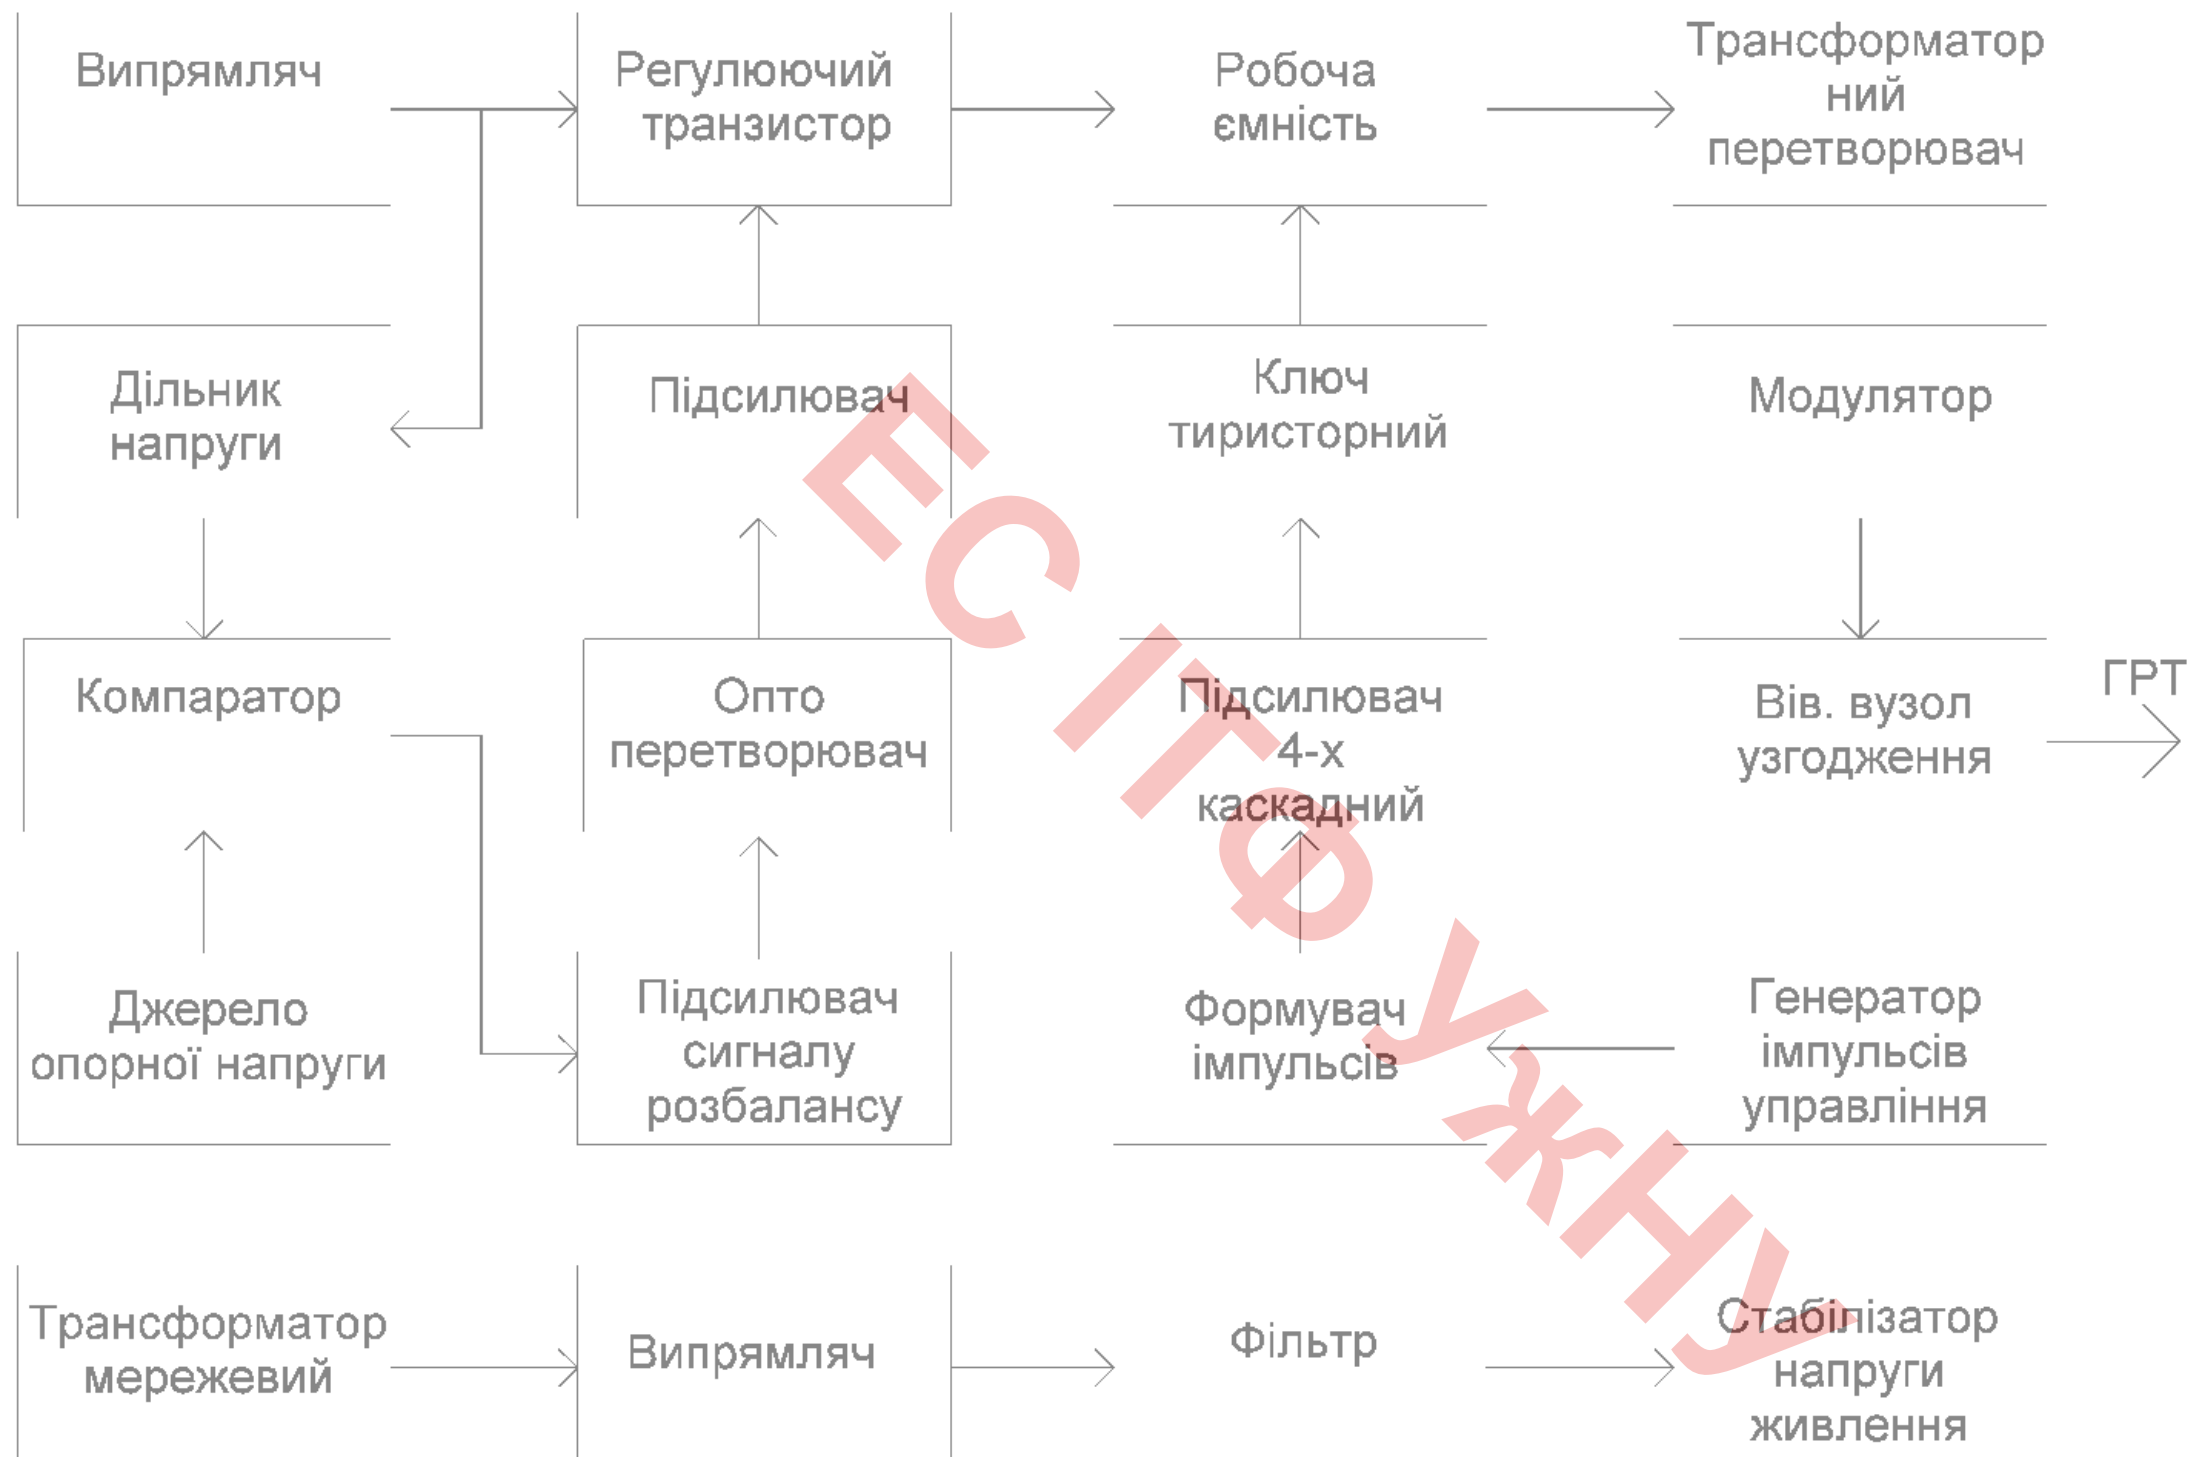 Випрямляч
Регулюючий
транзистор
Робоча
ємність
Трансформатор
ний
перетворювач
Дільник
напруги
Підсилювач
Ключ
тиристорний
Модулятор
Компаратор
Опто
перетворювач
Підсилювач
4-х
каскадний
Вів. вузол
узгодження
ГРТ
Джерело
опорної напруги
Підсилювач
сигналу
розбалансу
Формувач
імпульсів
Генератор
імпульсів
управління
Трансформатор
мережевий
Випрямляч
Фільтр
Стабілізатор
напруги
живлення
ЕС ІТФ УжНУ